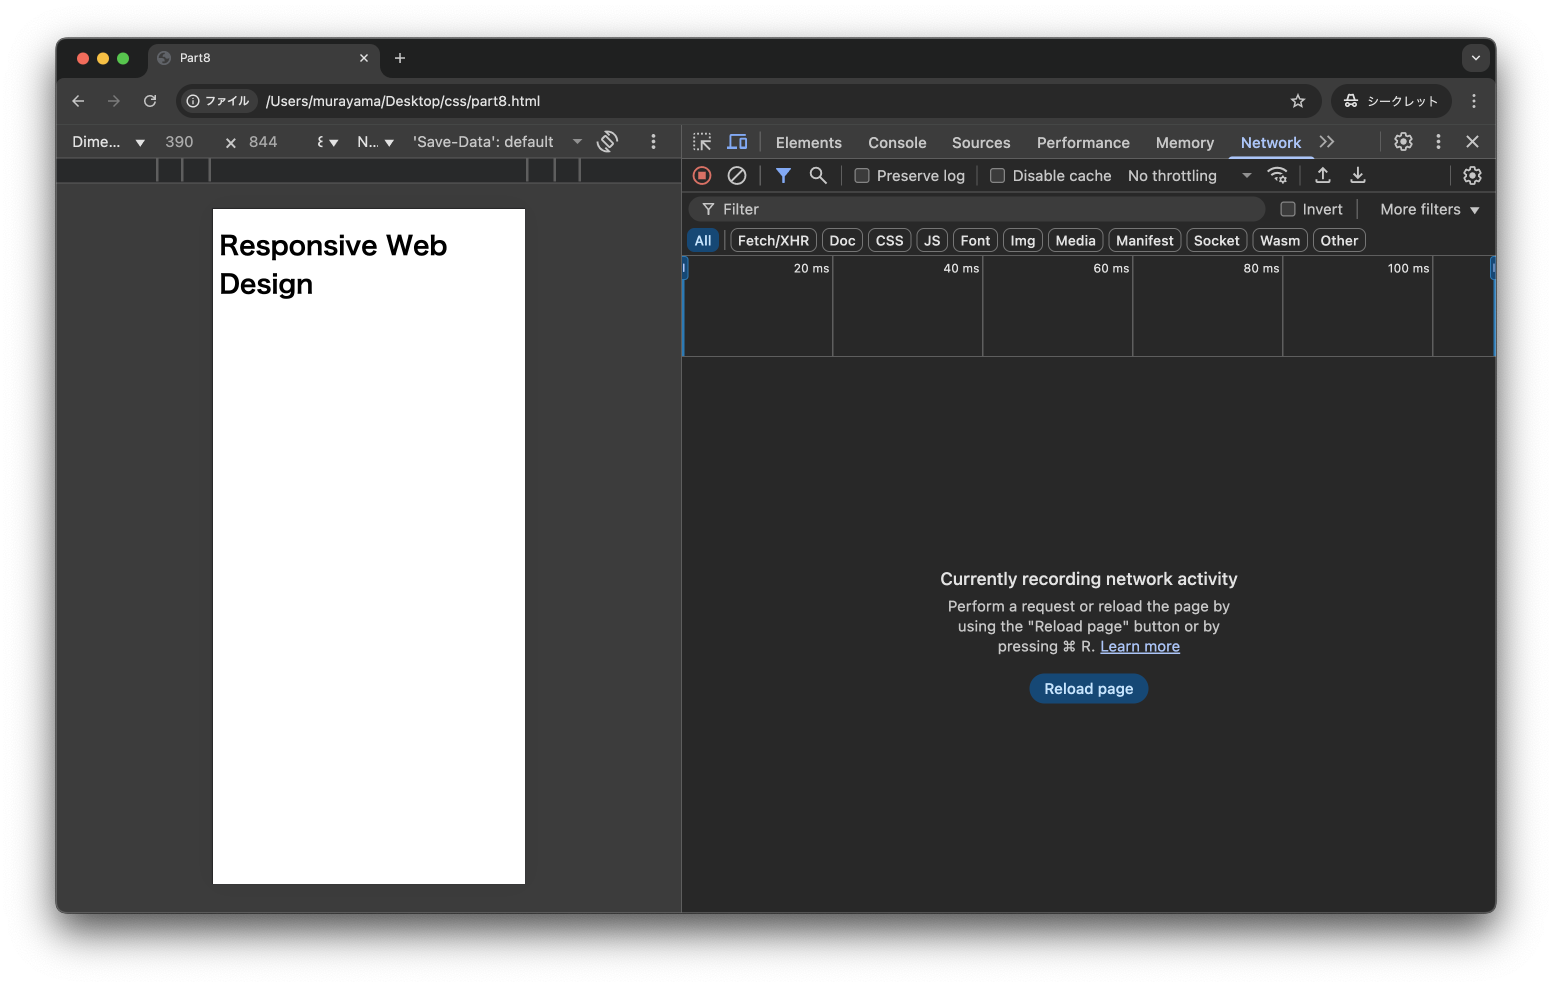 Part8
ファイル /Users/murayama/Desktop/css/part8.html シークレット
Dime... 390 × 844 N... 'Save-Data': default
Elements Console Sources Performance Memory Network
Preserve log Disable cache No throttling
Filter Invert More filters
All Fetch/XHR Doc CSS JS Font Img Media Manifest Socket Wasm Other
20 ms 40 ms 60 ms 80 ms 100 ms
Responsive Web
Design
Currently recording network activity
Perform a request or reload the page by
using the "Reload page" button or by
pressing ⌘ R. Learn more
Reload page